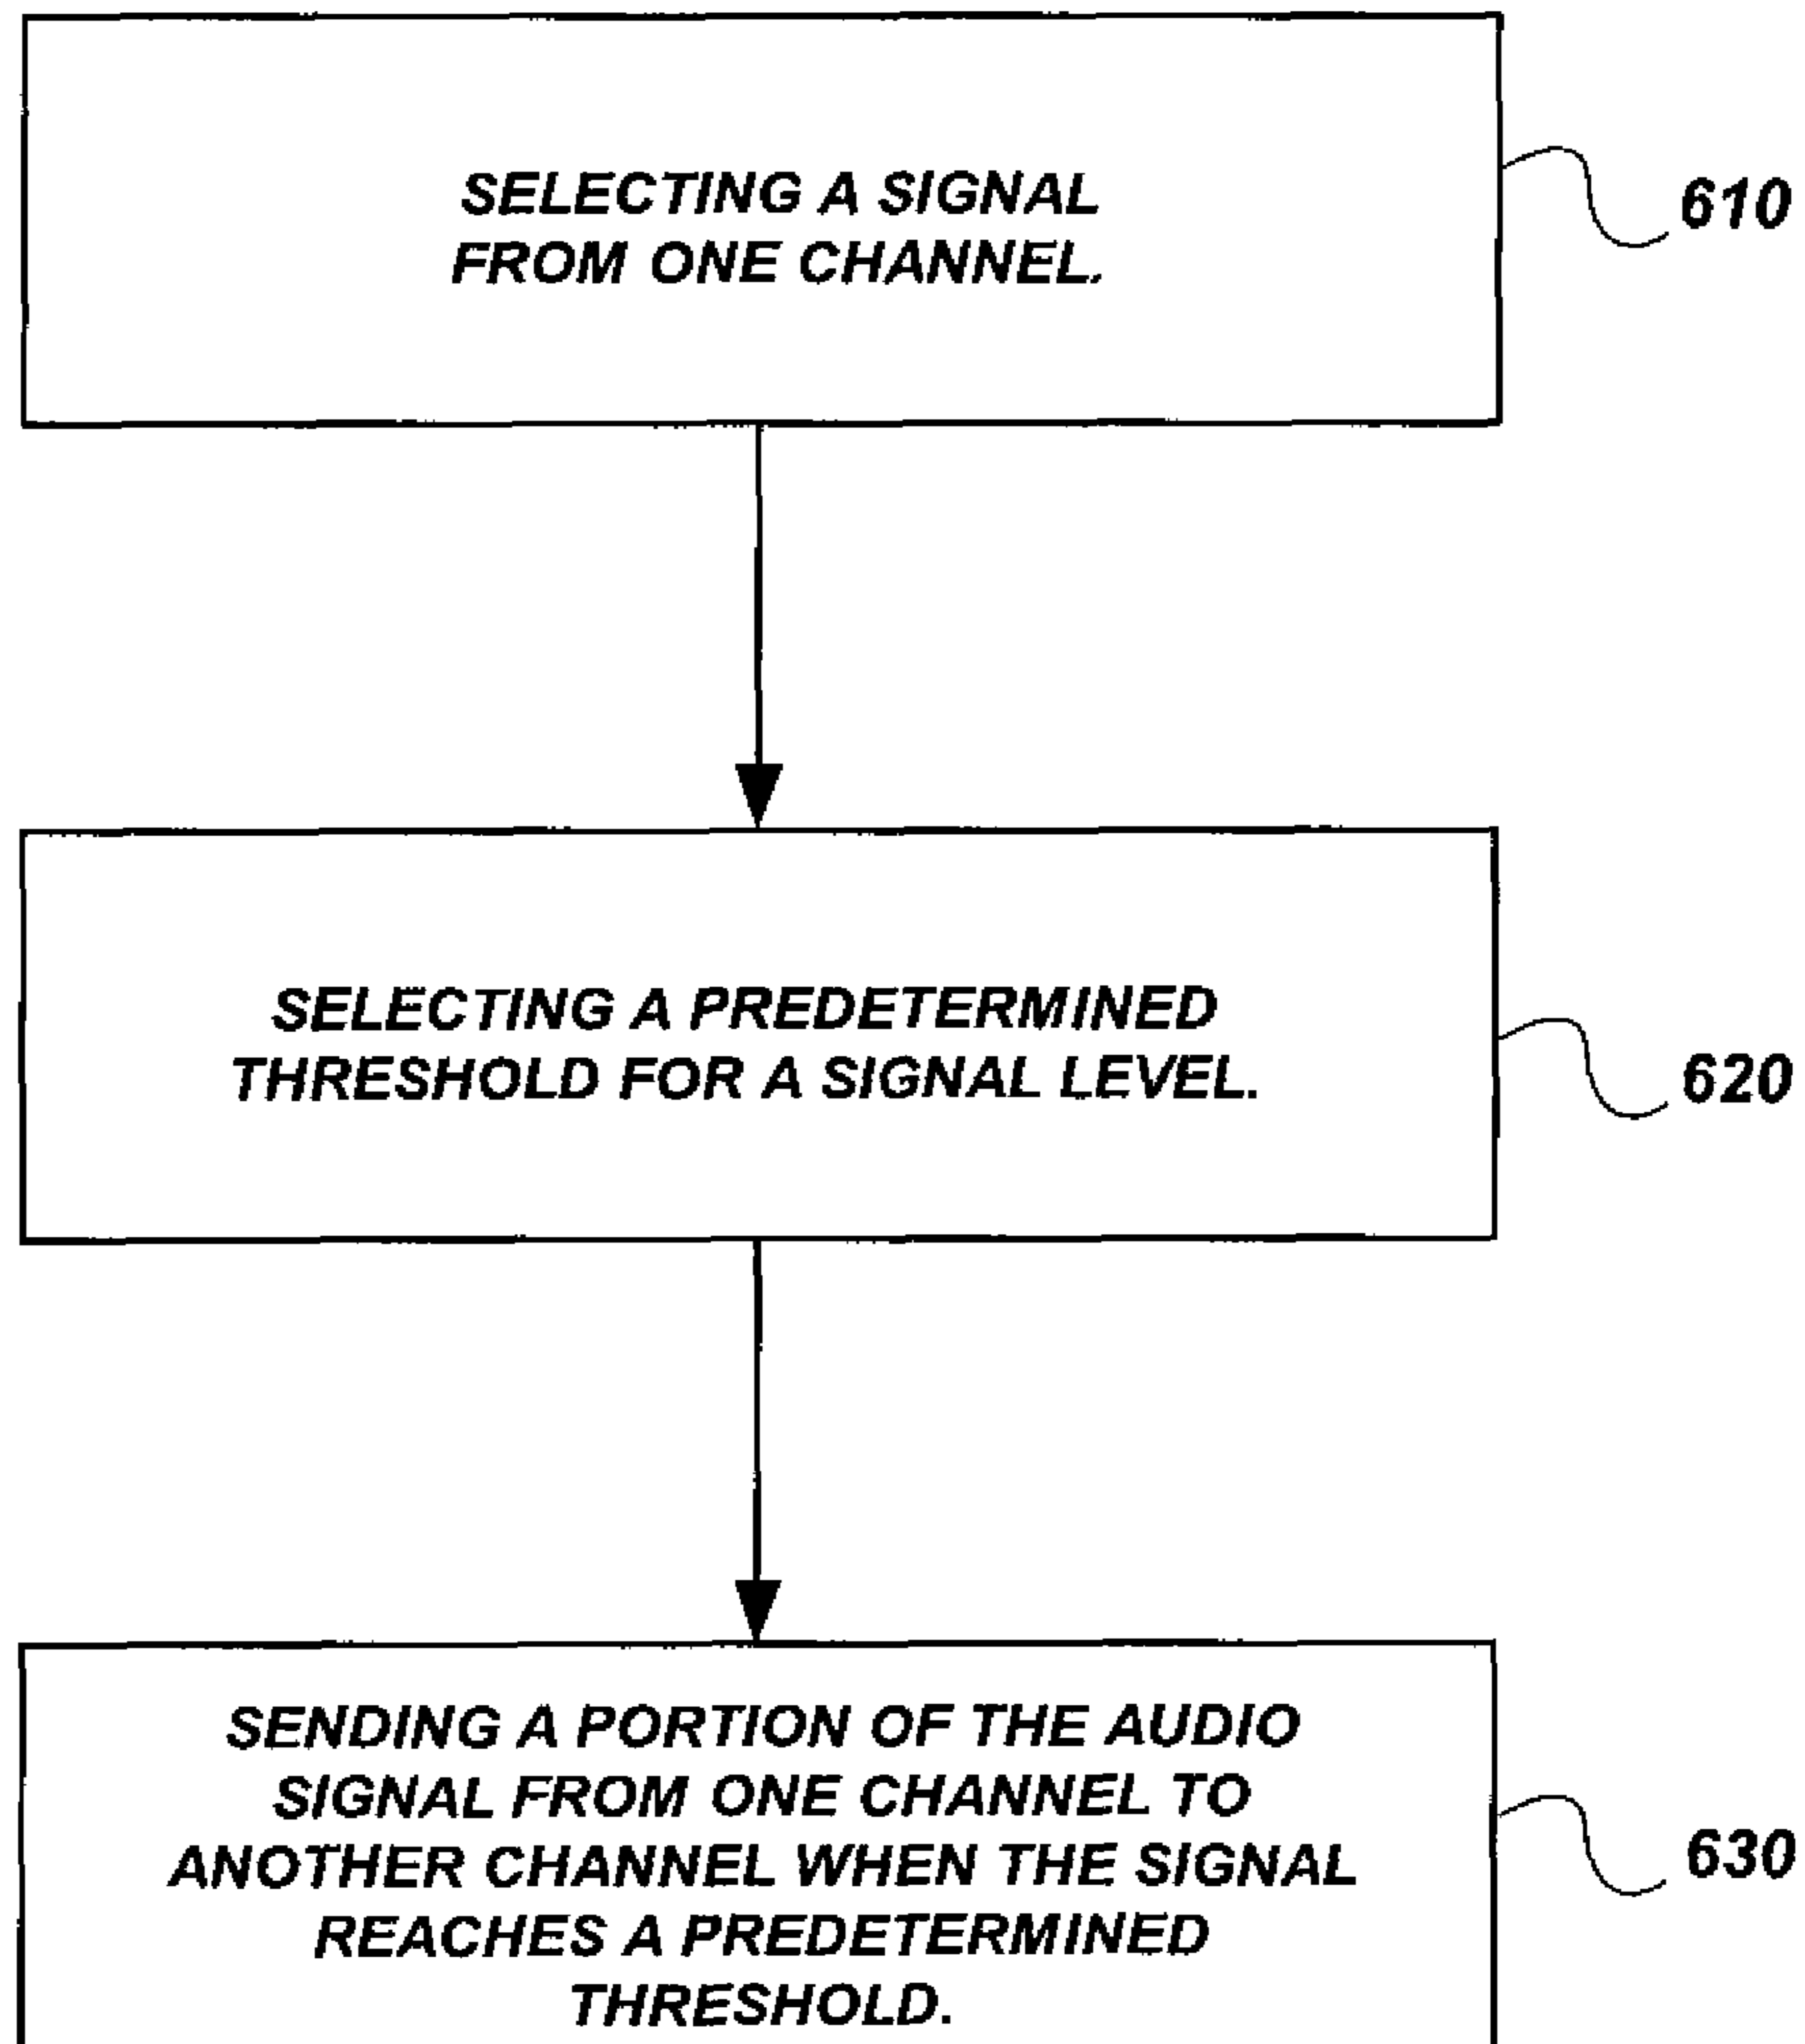 SELECTING A SIGNAL
FROM ONE CHANNEL.
610
SELECTING A PREDETERMINED
THRESHOLD FOR A SIGNAL LEVEL.
620
SENDING A PORTION OF THE AUDIO
SIGNAL FROM ONE CHANNEL TO
ANOTHER CHANNEL WHEN THE SIGNAL
REACHES A PREDETERMINED
THRESHOLD.
630